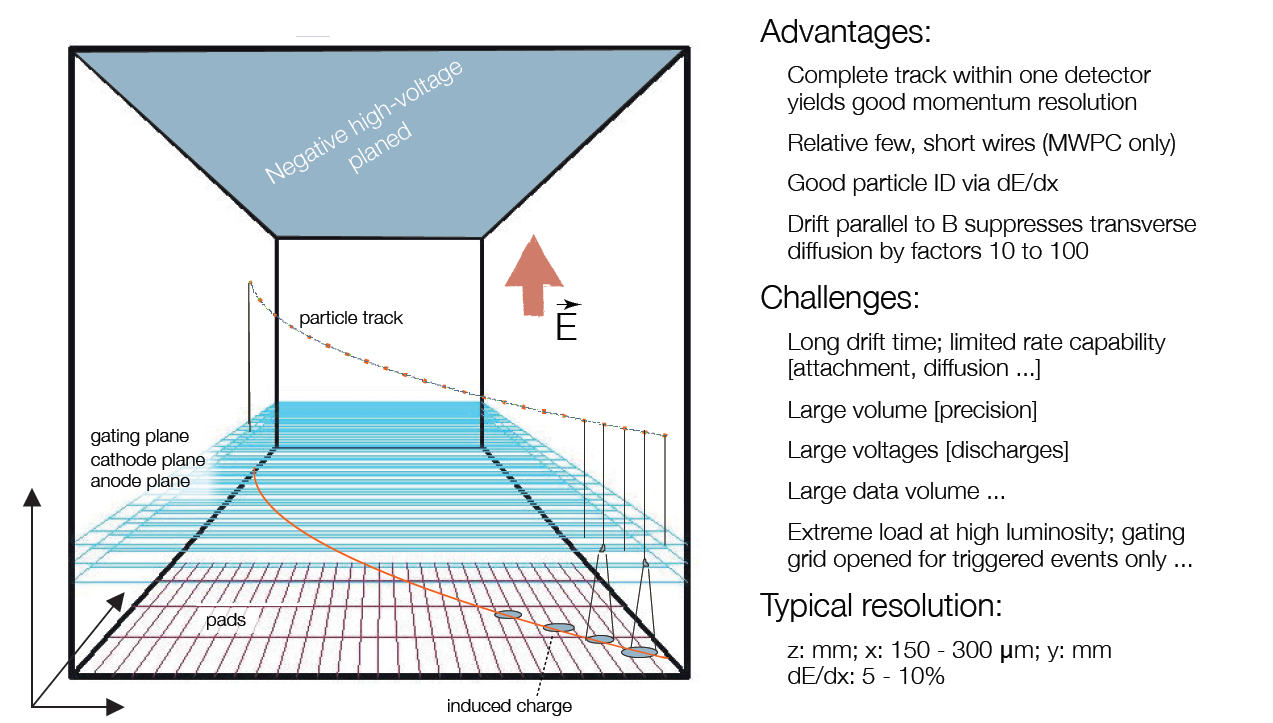 Negative high-voltage
planed
particle track
E
gating plane
cathode plane
anode plane
pads
induced charge
Advantages:
Complete track within one detector
yields good momentum resolution
Relative few, short wires (MWPC only)
Good particle ID via dE/dx
Drift parallel to B suppresses transverse
diffusion by factors 10 to 100
Challenges:
Long drift time; limited rate capability
[attachment, diffusion ...]
Large volume [precision]
Large voltages [discharges]
Large data volume ...
Extreme load at high luminosity; gating
grid opened for triggered events only ...
Typical resolution:
z: mm; x: 150 - 300 μm; y: mm
dE/dx: 5 - 10%